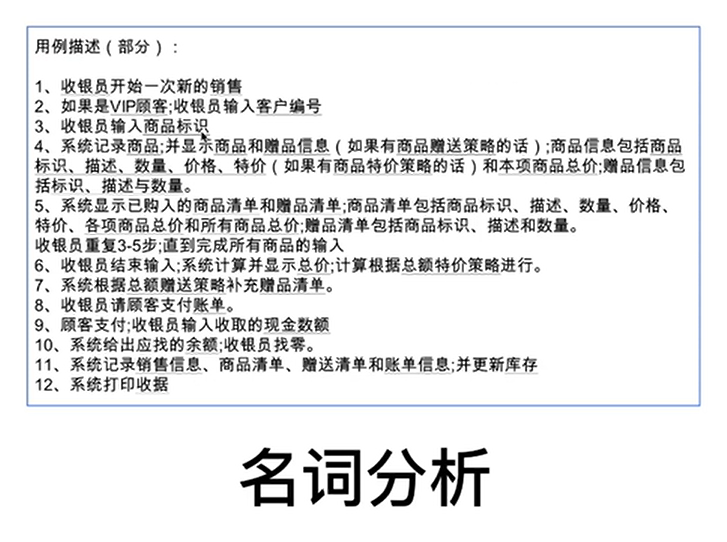 用例描述（部分）：
1、收银员开始一次新的销售
2、如果是VIP顾客;收银员输入客户编号
3、收银员输入商品标识
4、系统记录商品;并显示商品和赠品信息（如果有商品赠送策略的话）;商品信息包括商品
标识、描述、数量、价格、特价（如果有商品特价策略的话）和本项商品总价;赠品信息包
括标识、描述与数量。
5、系统显示已购入的商品清单和赠品清单;商品清单包括商品标识、描述、数量、价格、
特价、各项商品总价和所有商品总价;赠品清单包括商品标识、描述和数量。
收银员重复3-5步;直到完成所有商品的输入
6、收银员结束输入;系统计算并显示总价;计算根据总额特价策略进行。
7、系统根据总额赠送策略补充赠品清单。
8、收银员请顾客支付账单。
9、顾客支付;收银员输入收取的现金数额
10、系统给出应找的余额;收银员找零。
11、系统记录销售信息、商品清单、赠送清单和账单信息;并更新库存
12、系统打印收据
名词分析